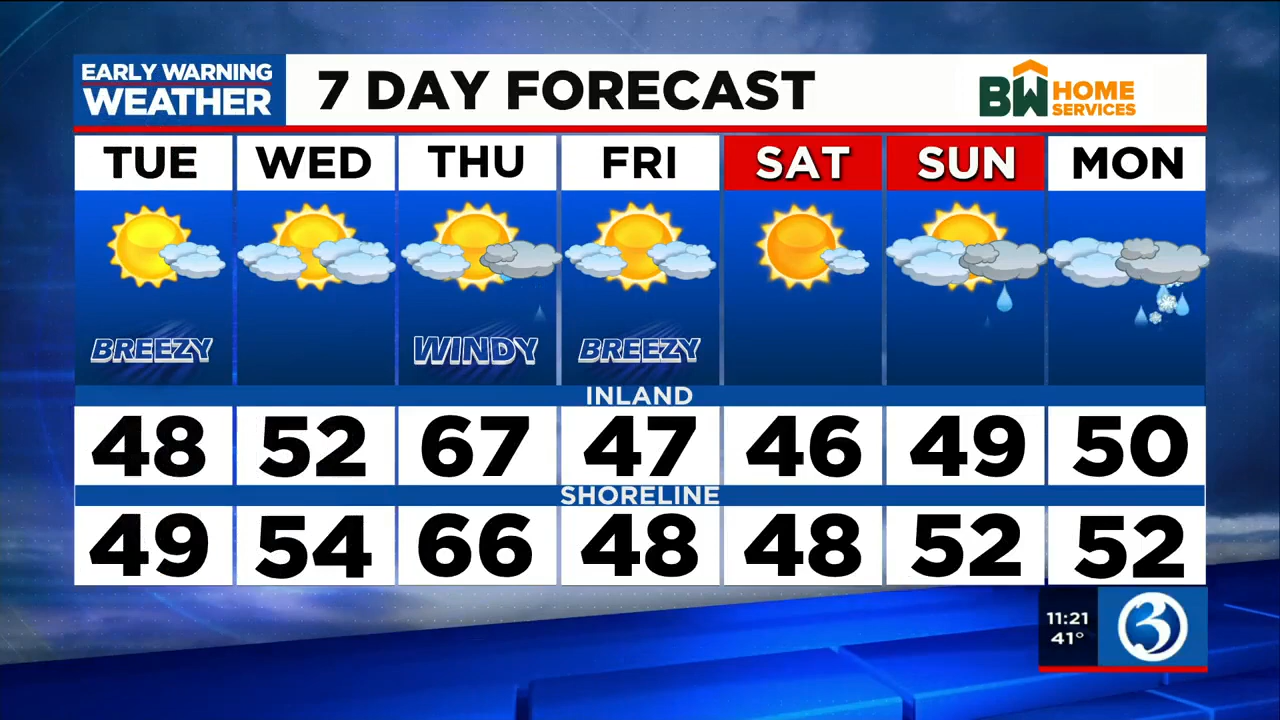 EARLY WARNING
WEATHER
7 DAY FORECAST
BW HOME
SERVICES
TUE WED THU FRI SAT SUN MON
BREEZY WINDY BREEZY
INLAND
48 52 67 47 46 49 50
SHORELINE
49 54 66 48 48 52 52
11:21
41°
3